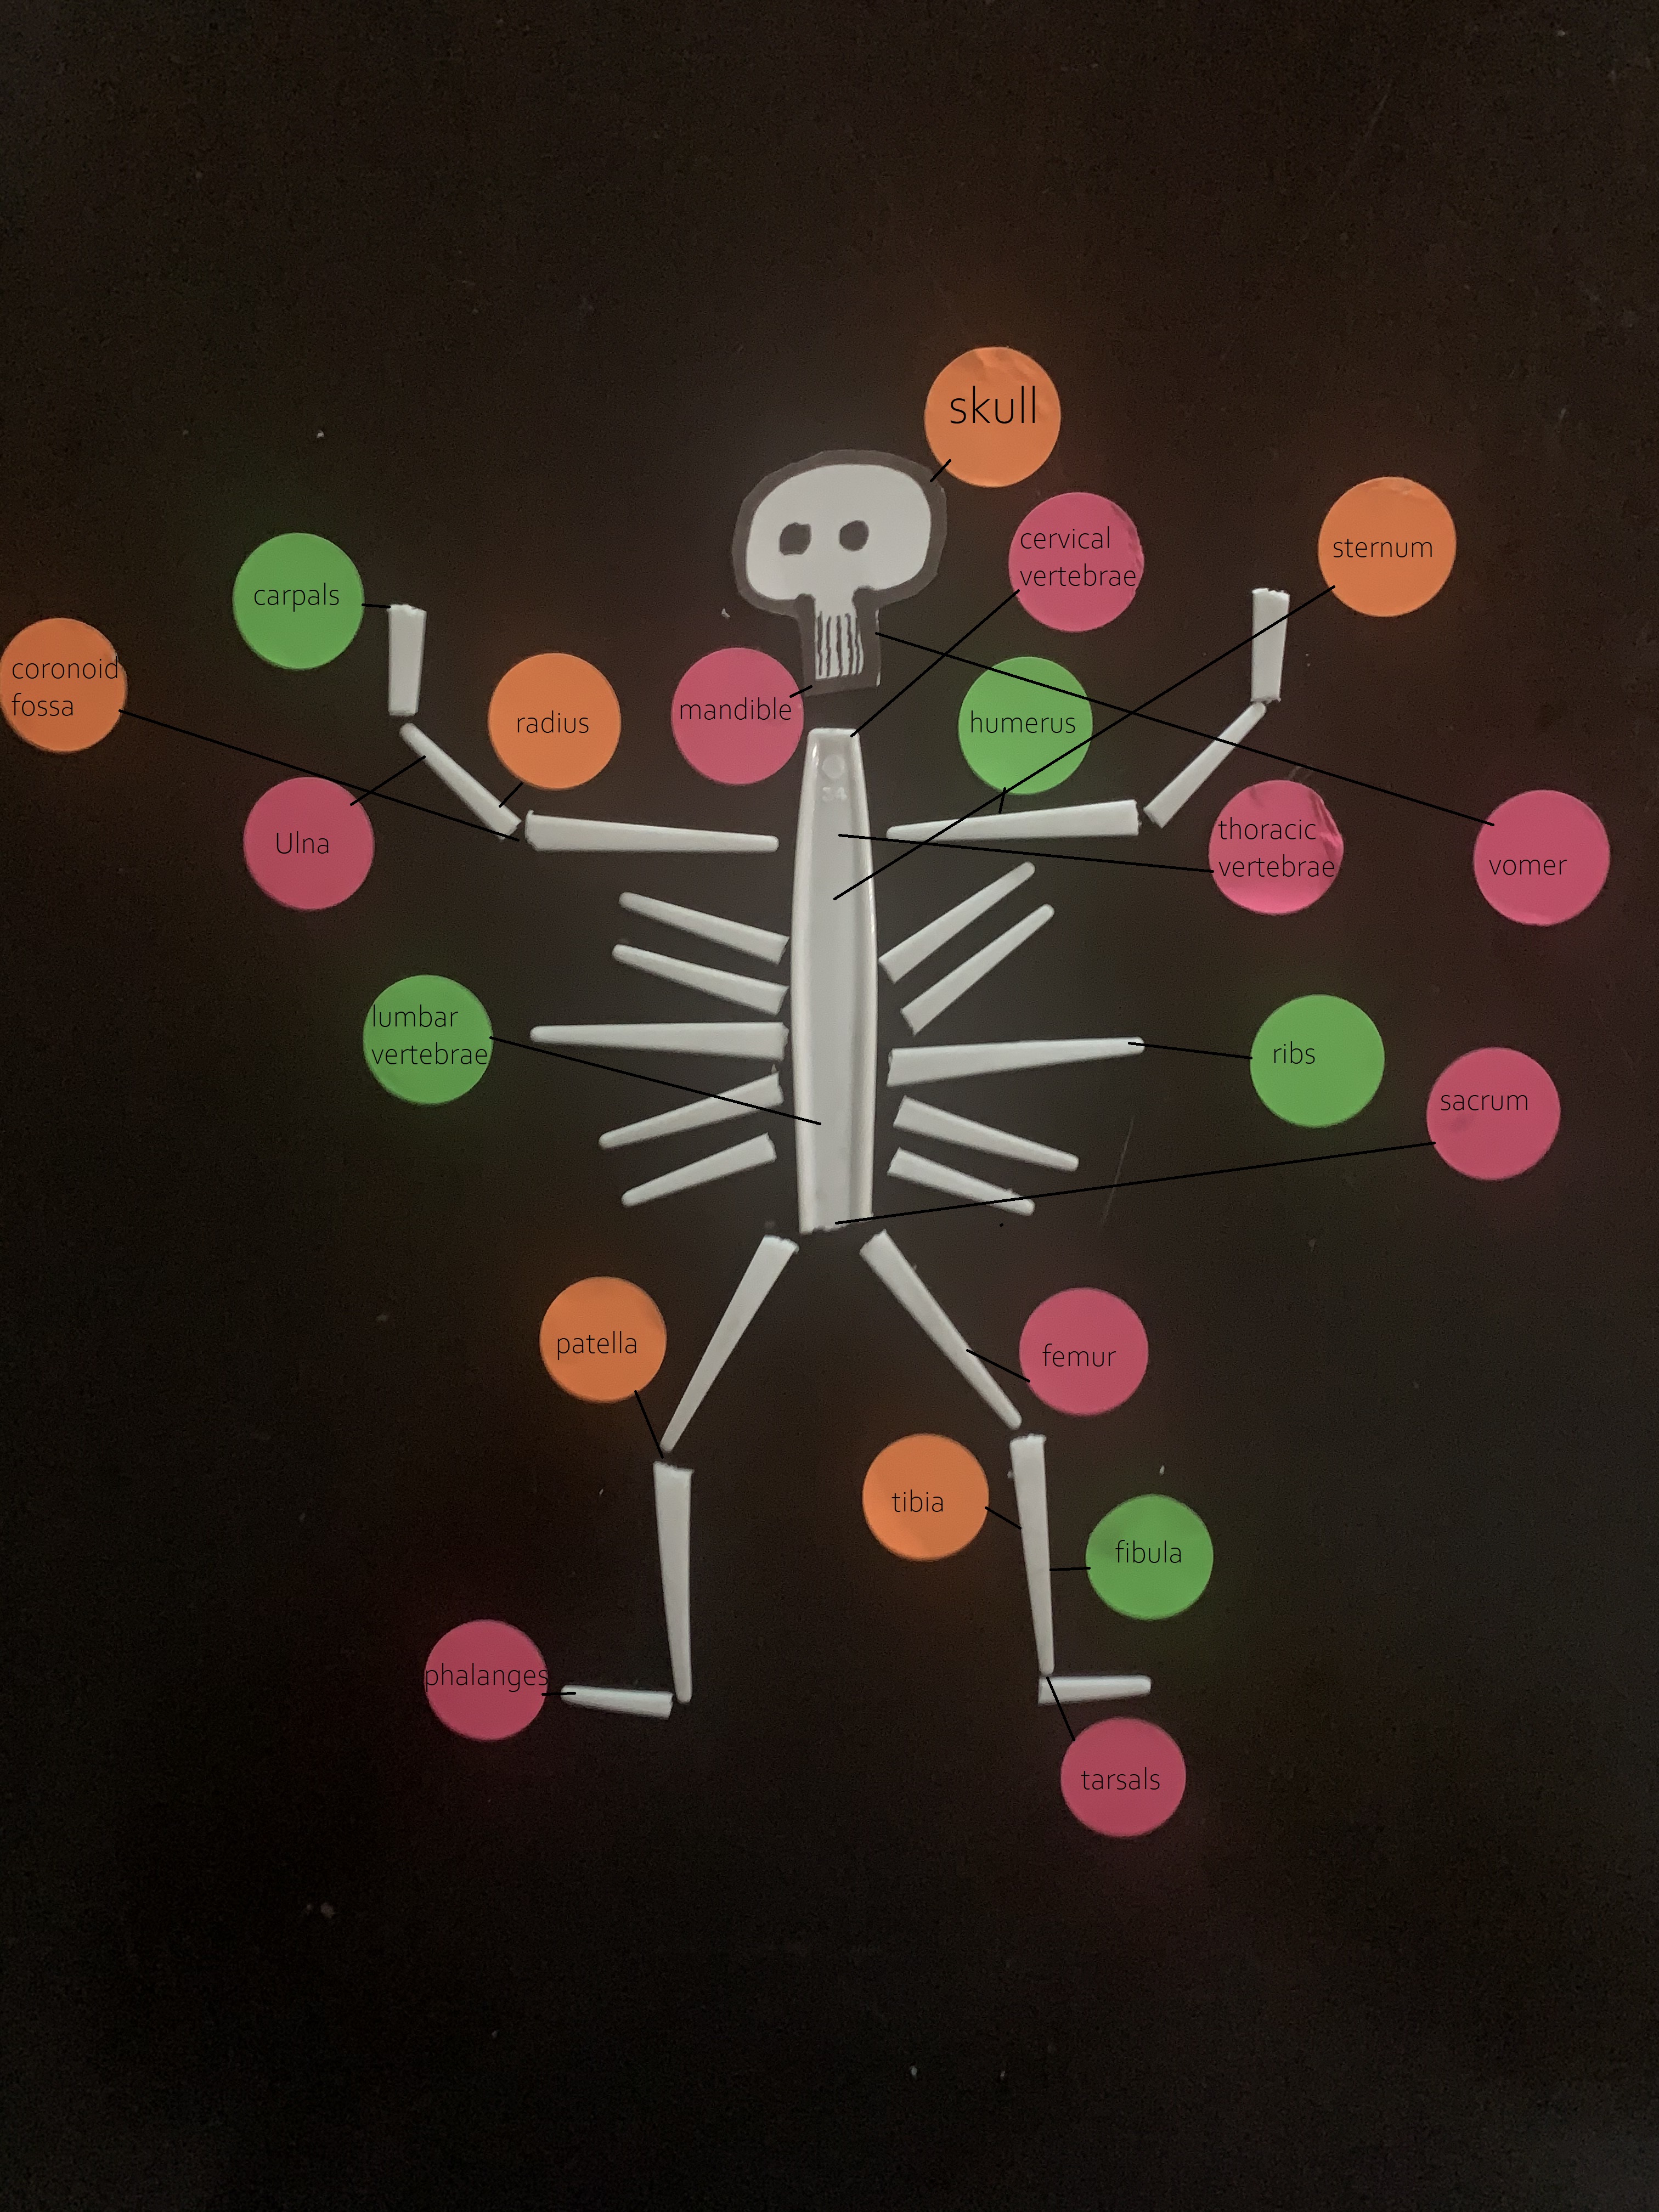 skull
cervical
vertebrae
sternum
carpals
coronoid
fossa
radius
mandible
humerus
Ulna
thoracic
vertebrae
vomer
34
lumbar
vertebrae
ribs
sacrum
patella
femur
tibia
fibula
phalanges
tarsals